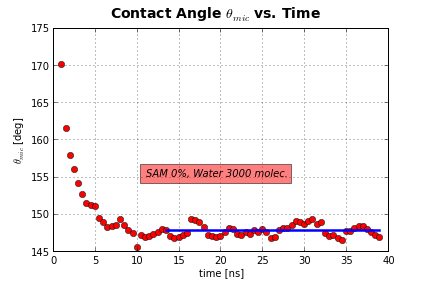 Contact Angle θmic vs. Time
175
170
165
160
155
150
145
θmic [deg]
SAM 0%, Water 3000 molec.
0 5 10 15 20 25 30 35 40
time [ns]